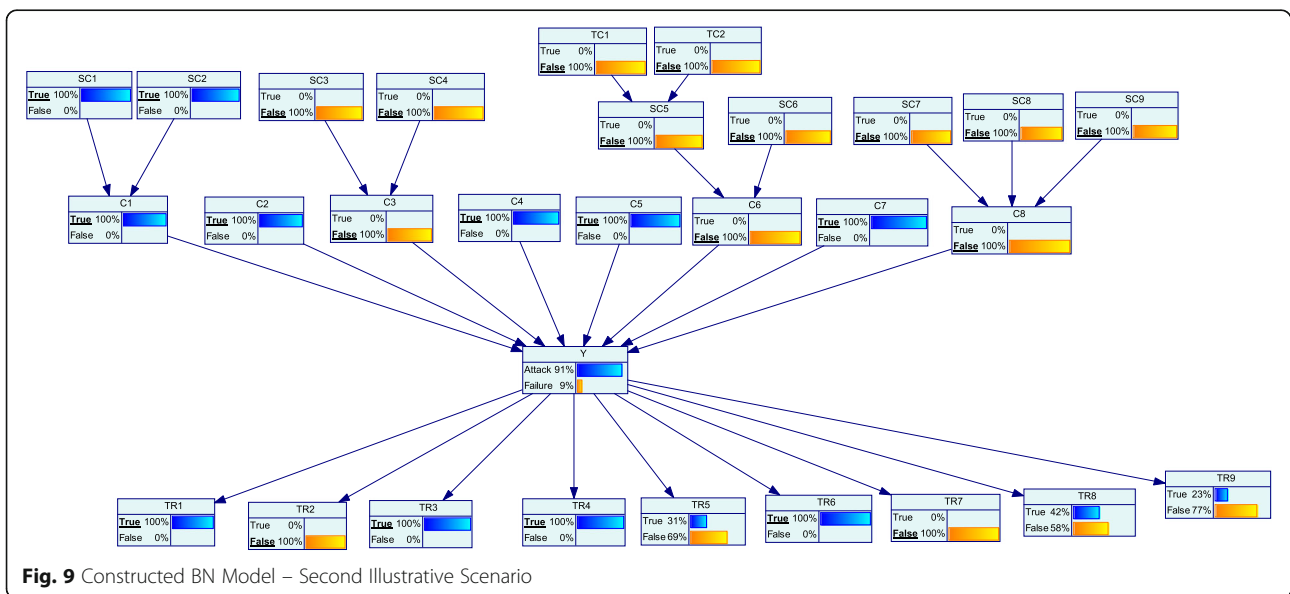 TC1
True 0%
False 100%
TC2
True 0%
False 100%
SC1
True 100%
False 0%
SC2
True 100%
False 0%
SC3
True 0%
False 100%
SC4
True 0%
False 100%
SC5
True 0%
False 100%
SC6
True 0%
False 100%
SC7
True 0%
False 100%
SC8
True 0%
False 100%
SC9
True 0%
False 100%
C1
True 100%
False 0%
C2
True 100%
False 0%
C3
True 0%
False 100%
C4
True 100%
False 0%
C5
True 100%
False 0%
C6
True 0%
False 100%
C7
True 100%
False 0%
C8
True 0%
False 100%
Y
Attack 91%
Failure 9%
TR1
True 100%
False 0%
TR2
True 0%
False 100%
TR3
True 100%
False 0%
TR4
True 100%
False 0%
TR5
True 31%
False 69%
TR6
True 100%
False 0%
TR7
True 0%
False 100%
TR8
True 42%
False 58%
TR9
True 23%
False 77%
Fig. 9 Constructed BN Model – Second Illustrative Scenario